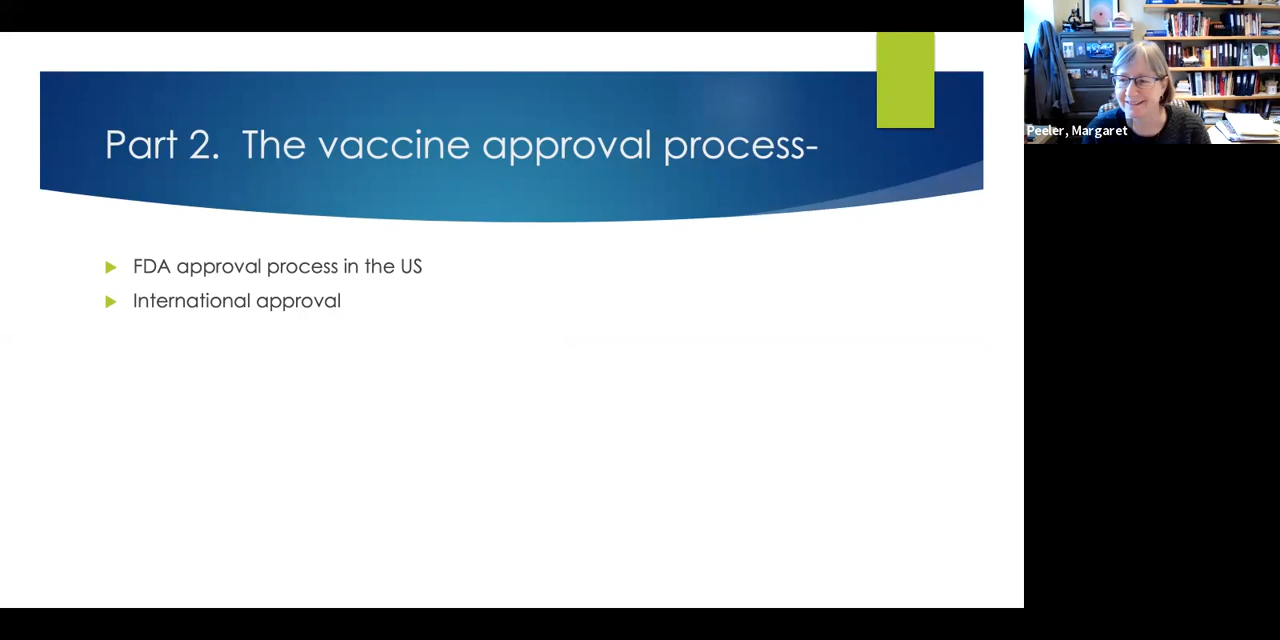 Part 2. The vaccine approval process-
FDA approval process in the US
International approval
Peeler, Margaret